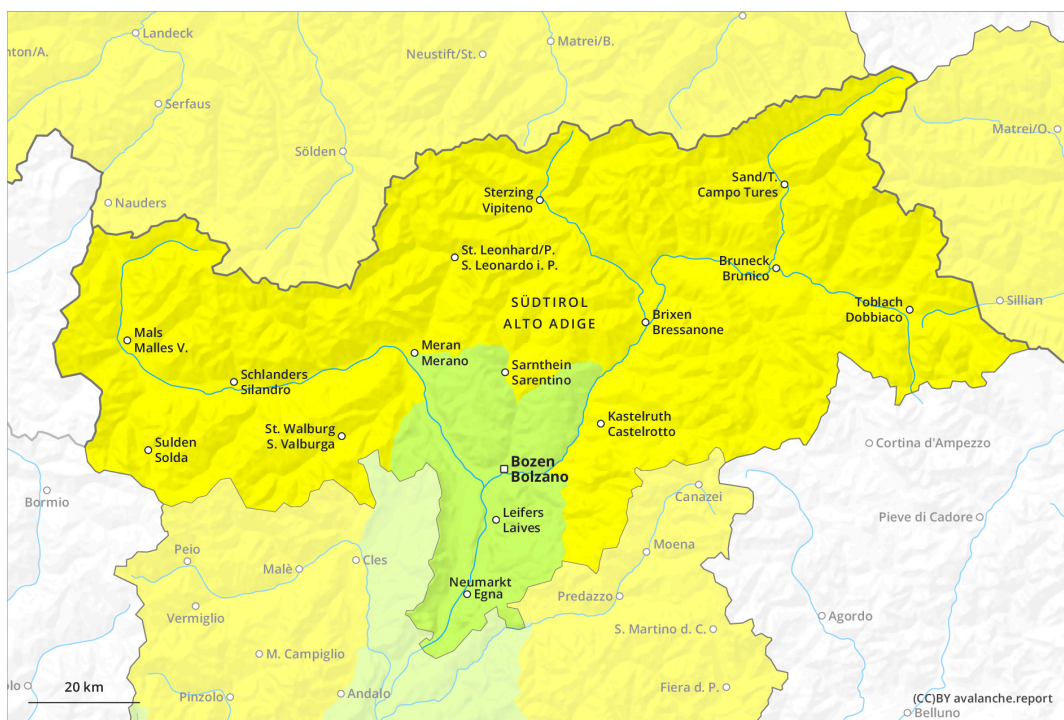 Landeck
Matrei/B.
nton/A.
Neustift/St.
Serfaus
Matrei/O.
Sölden
Sand/T.
Campo Tures
Sterzing
Vipiteno
Nauders
St. Leonhard/P.
S. Leonardo i. P.
Bruneck
Brunico
SÜDTIROL
ALTO ADIGE
Toblach
Dobbiaco
Sillian
Brixen
Bressanone
Mals
Malles V.
Meran
Merano
Sarnthein
Sarentino
Schlanders
Silandro
Kastelruth
Castelrotto
St. Walburg
S. Valburga
Sulden
Solda
Cortina d'Ampezzo
Bozen
Bolzano
Bormio
Canazei
Leifers
Laives
Pieve di Cadore
Moena
Peio
Cles
Malè
Neumarkt
Egna
Predazzo
Vermiglio
Agordo
S. Martino d. C.
M. Campiglio
20 km
Pinzolo
Andalo
Fiera d. P.
(CC)BY avalanche.report
olo
Belluno